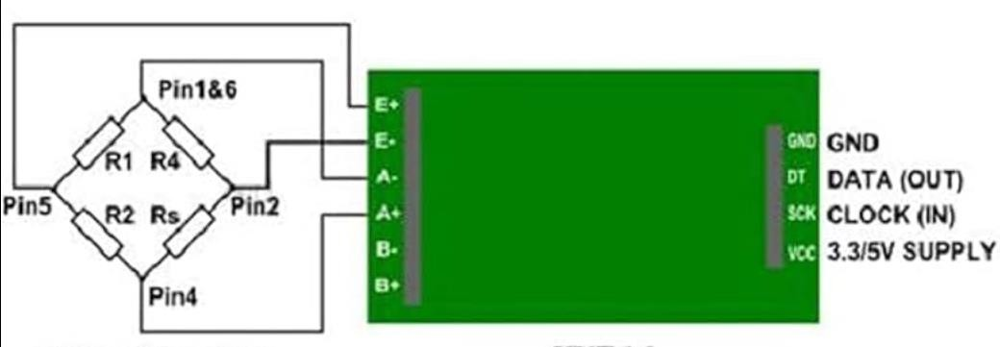 Pin1&6
R1 R4
Pin5
Pin2
R2 Rs
Pin4
E+
E-
A-
A+
B-
B+
GND GND
DT DATA (OUT)
SCK CLOCK (IN)
VCC 3.3/5V SUPPLY